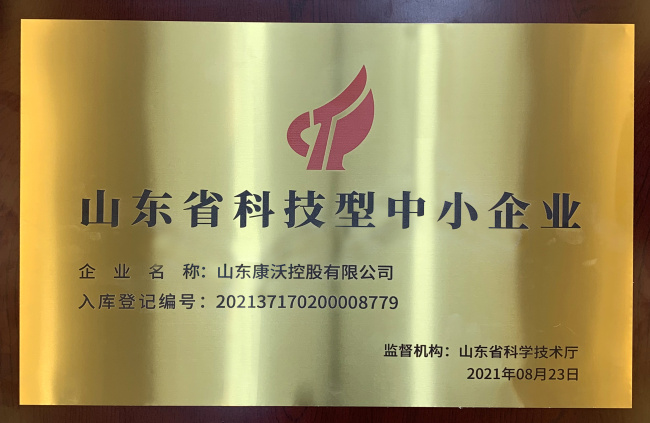 山东省科技型中小企业
企业名称：山东康沃控股有限公司
入库登记编号：202137170200008779
监督机构：山东省科学技术厅
2021年08月23日